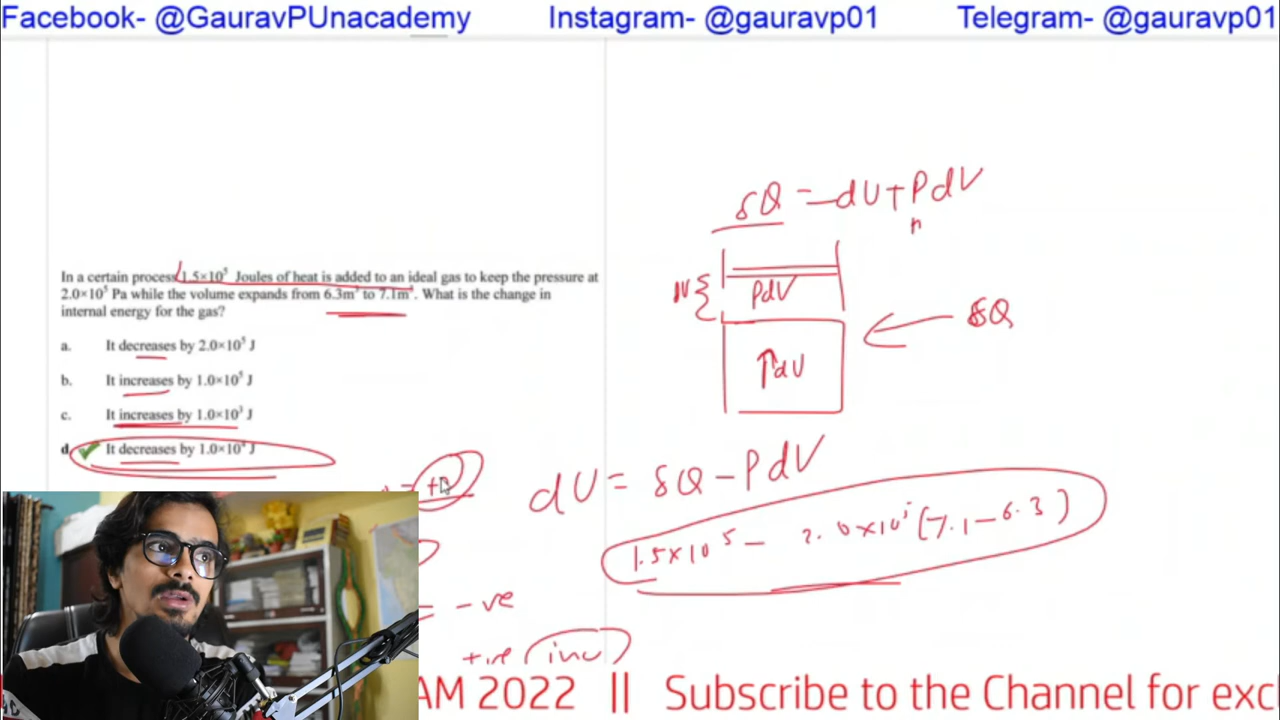 Facebook- @GauravPUnacademy Instagram- @gauravp01 Telegram- @gauravp01
In a certain process 1.5×10⁵ Joules of heat is added to an ideal gas to keep the pressure at
2.0×10⁵ Pa while the volume expands from 6.3m³ to 7.1m³. What is the change in
internal energy for the gas?
a. It decreases by 2.0×10⁵ J
b. It increases by 1.0×10⁵ J
c. It increases by 1.0×10³ J
d. It decreases by 1.0×10⁴ J
δQ = dU + PdV
PdV
δQ
↑dU
dU = δQ - PdV
1.5×10⁵ - 2.0×10⁵ (7.1-6.3)
= -ve
+ive (inc)
AM 2022 || Subscribe to the Channel for exc